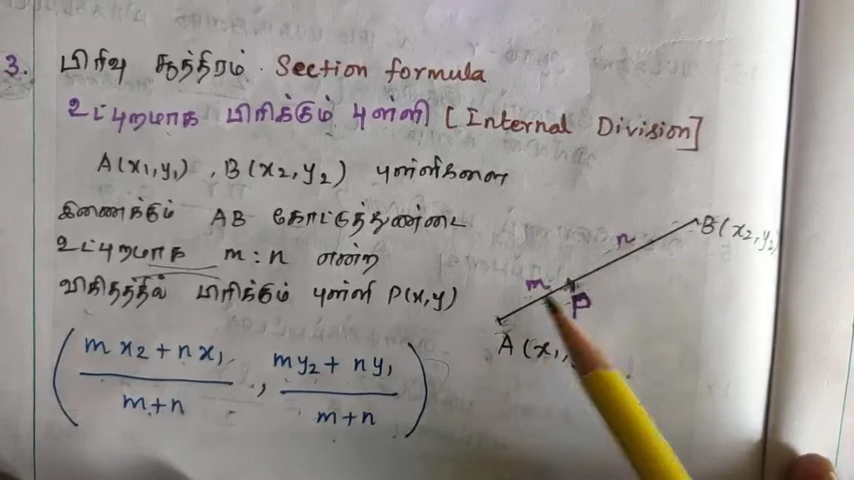 3. பிரிவு சூத்திரம். Section formula
உட்புறமாக பிரிக்கும் புள்ளி [Internal Division]
A(x₁,y₁) , B(x₂,y₂) புள்ளிகளை
இணைக்கும் AB கோட்டுத்துண்டை
உட்புறமாக m:n என்ற
விகிதத்தில் பிரிக்கும் புள்ளி P(x,y)
( (mx₂+nx₁)/(m+n) , (my₂+ny₁)/(m+n) )
B(x₂,y₂)
n
m
P
A(x₁,